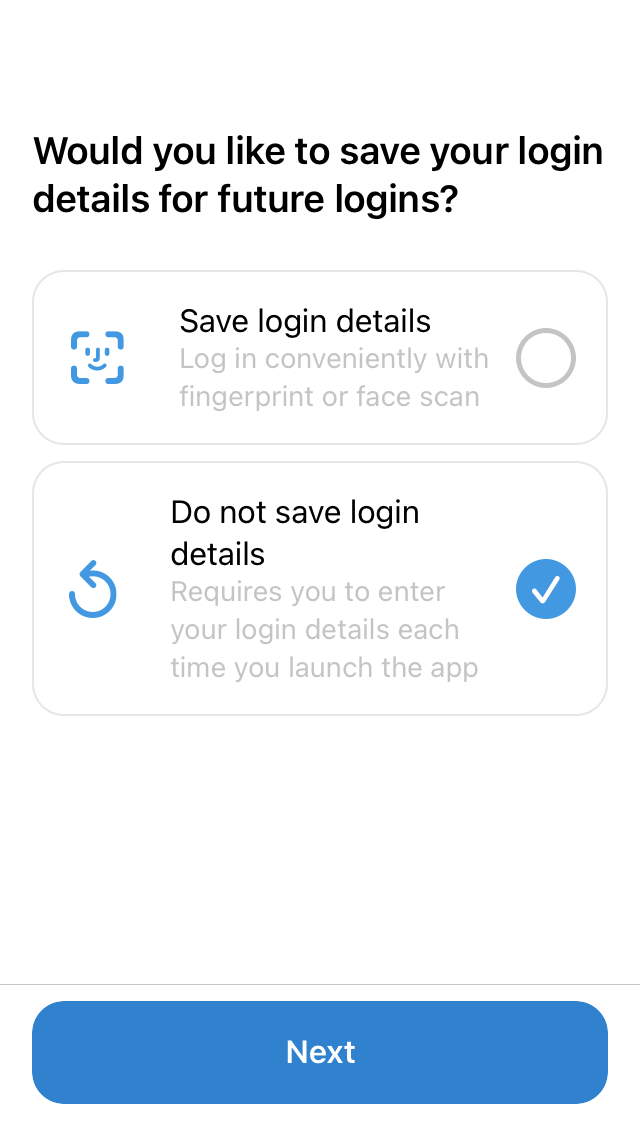 Would you like to save your login
details for future logins?
Save login details
Log in conveniently with
fingerprint or face scan
Do not save login
details
Requires you to enter
your login details each
time you launch the app
Next